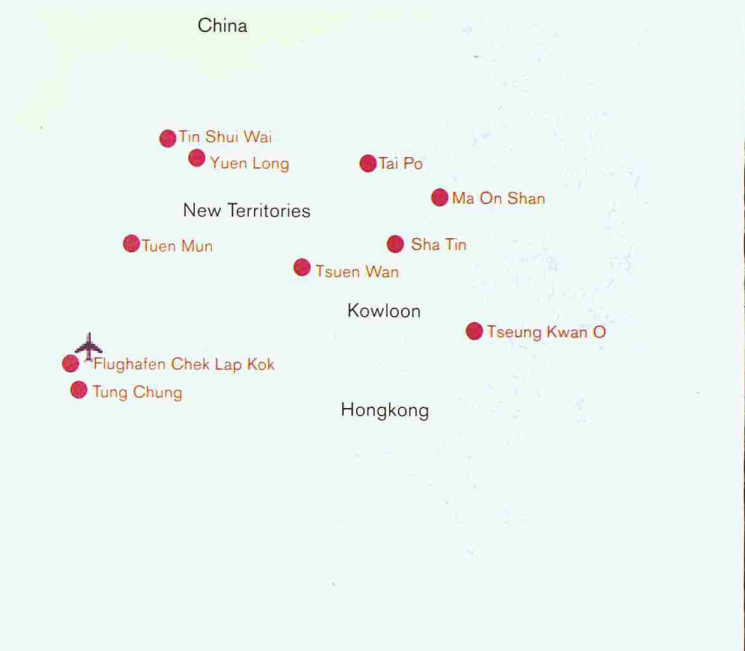 China
Tin Shui Wai
Yuen Long
Tai Po
Ma On Shan
New Territories
Tuen Mun
Sha Tin
Tsuen Wan
Kowloon
Tseung Kwan O
Flughafen Chek Lap Kok
Tung Chung
Hongkong